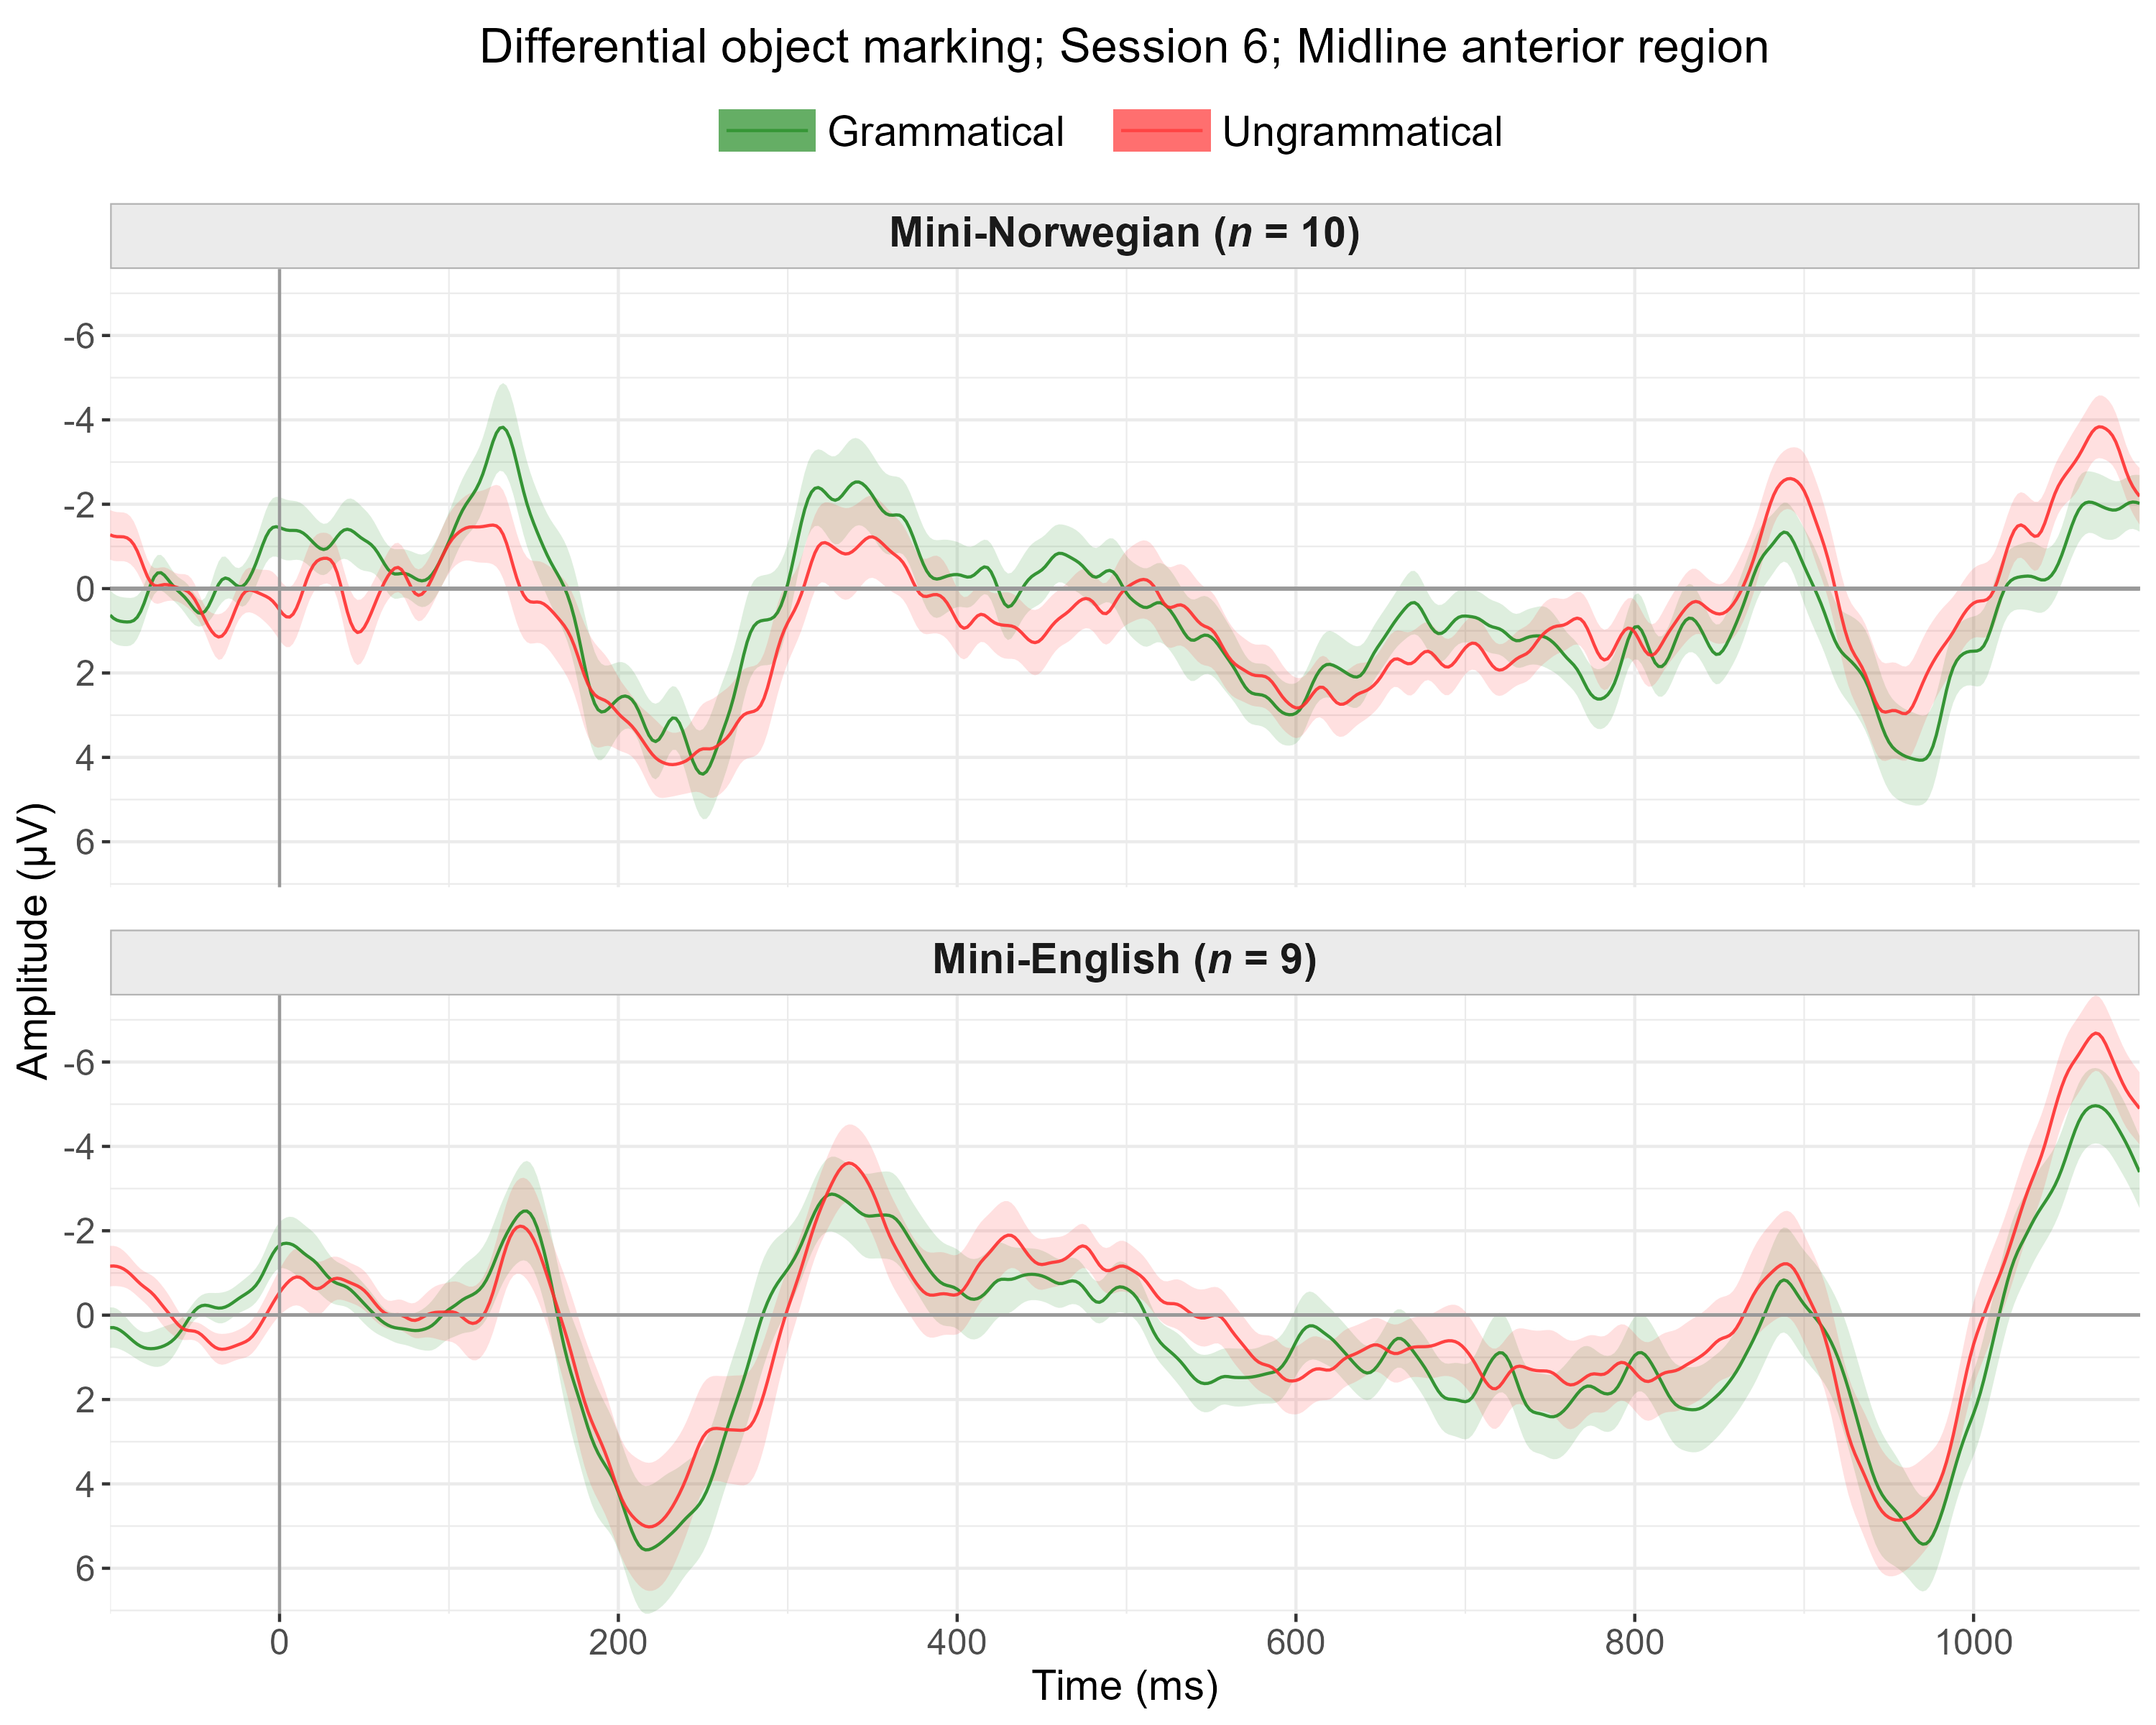 Differential object marking; Session 6; Midline anterior region
Grammatical Ungrammatical
Mini-Norwegian (n = 10)
-6
-4
-2
0
2
4
6
Amplitude (µV)
Mini-English (n = 9)
-6
-4
-2
0
2
4
6
0 200 400 600 800 1000
Time (ms)